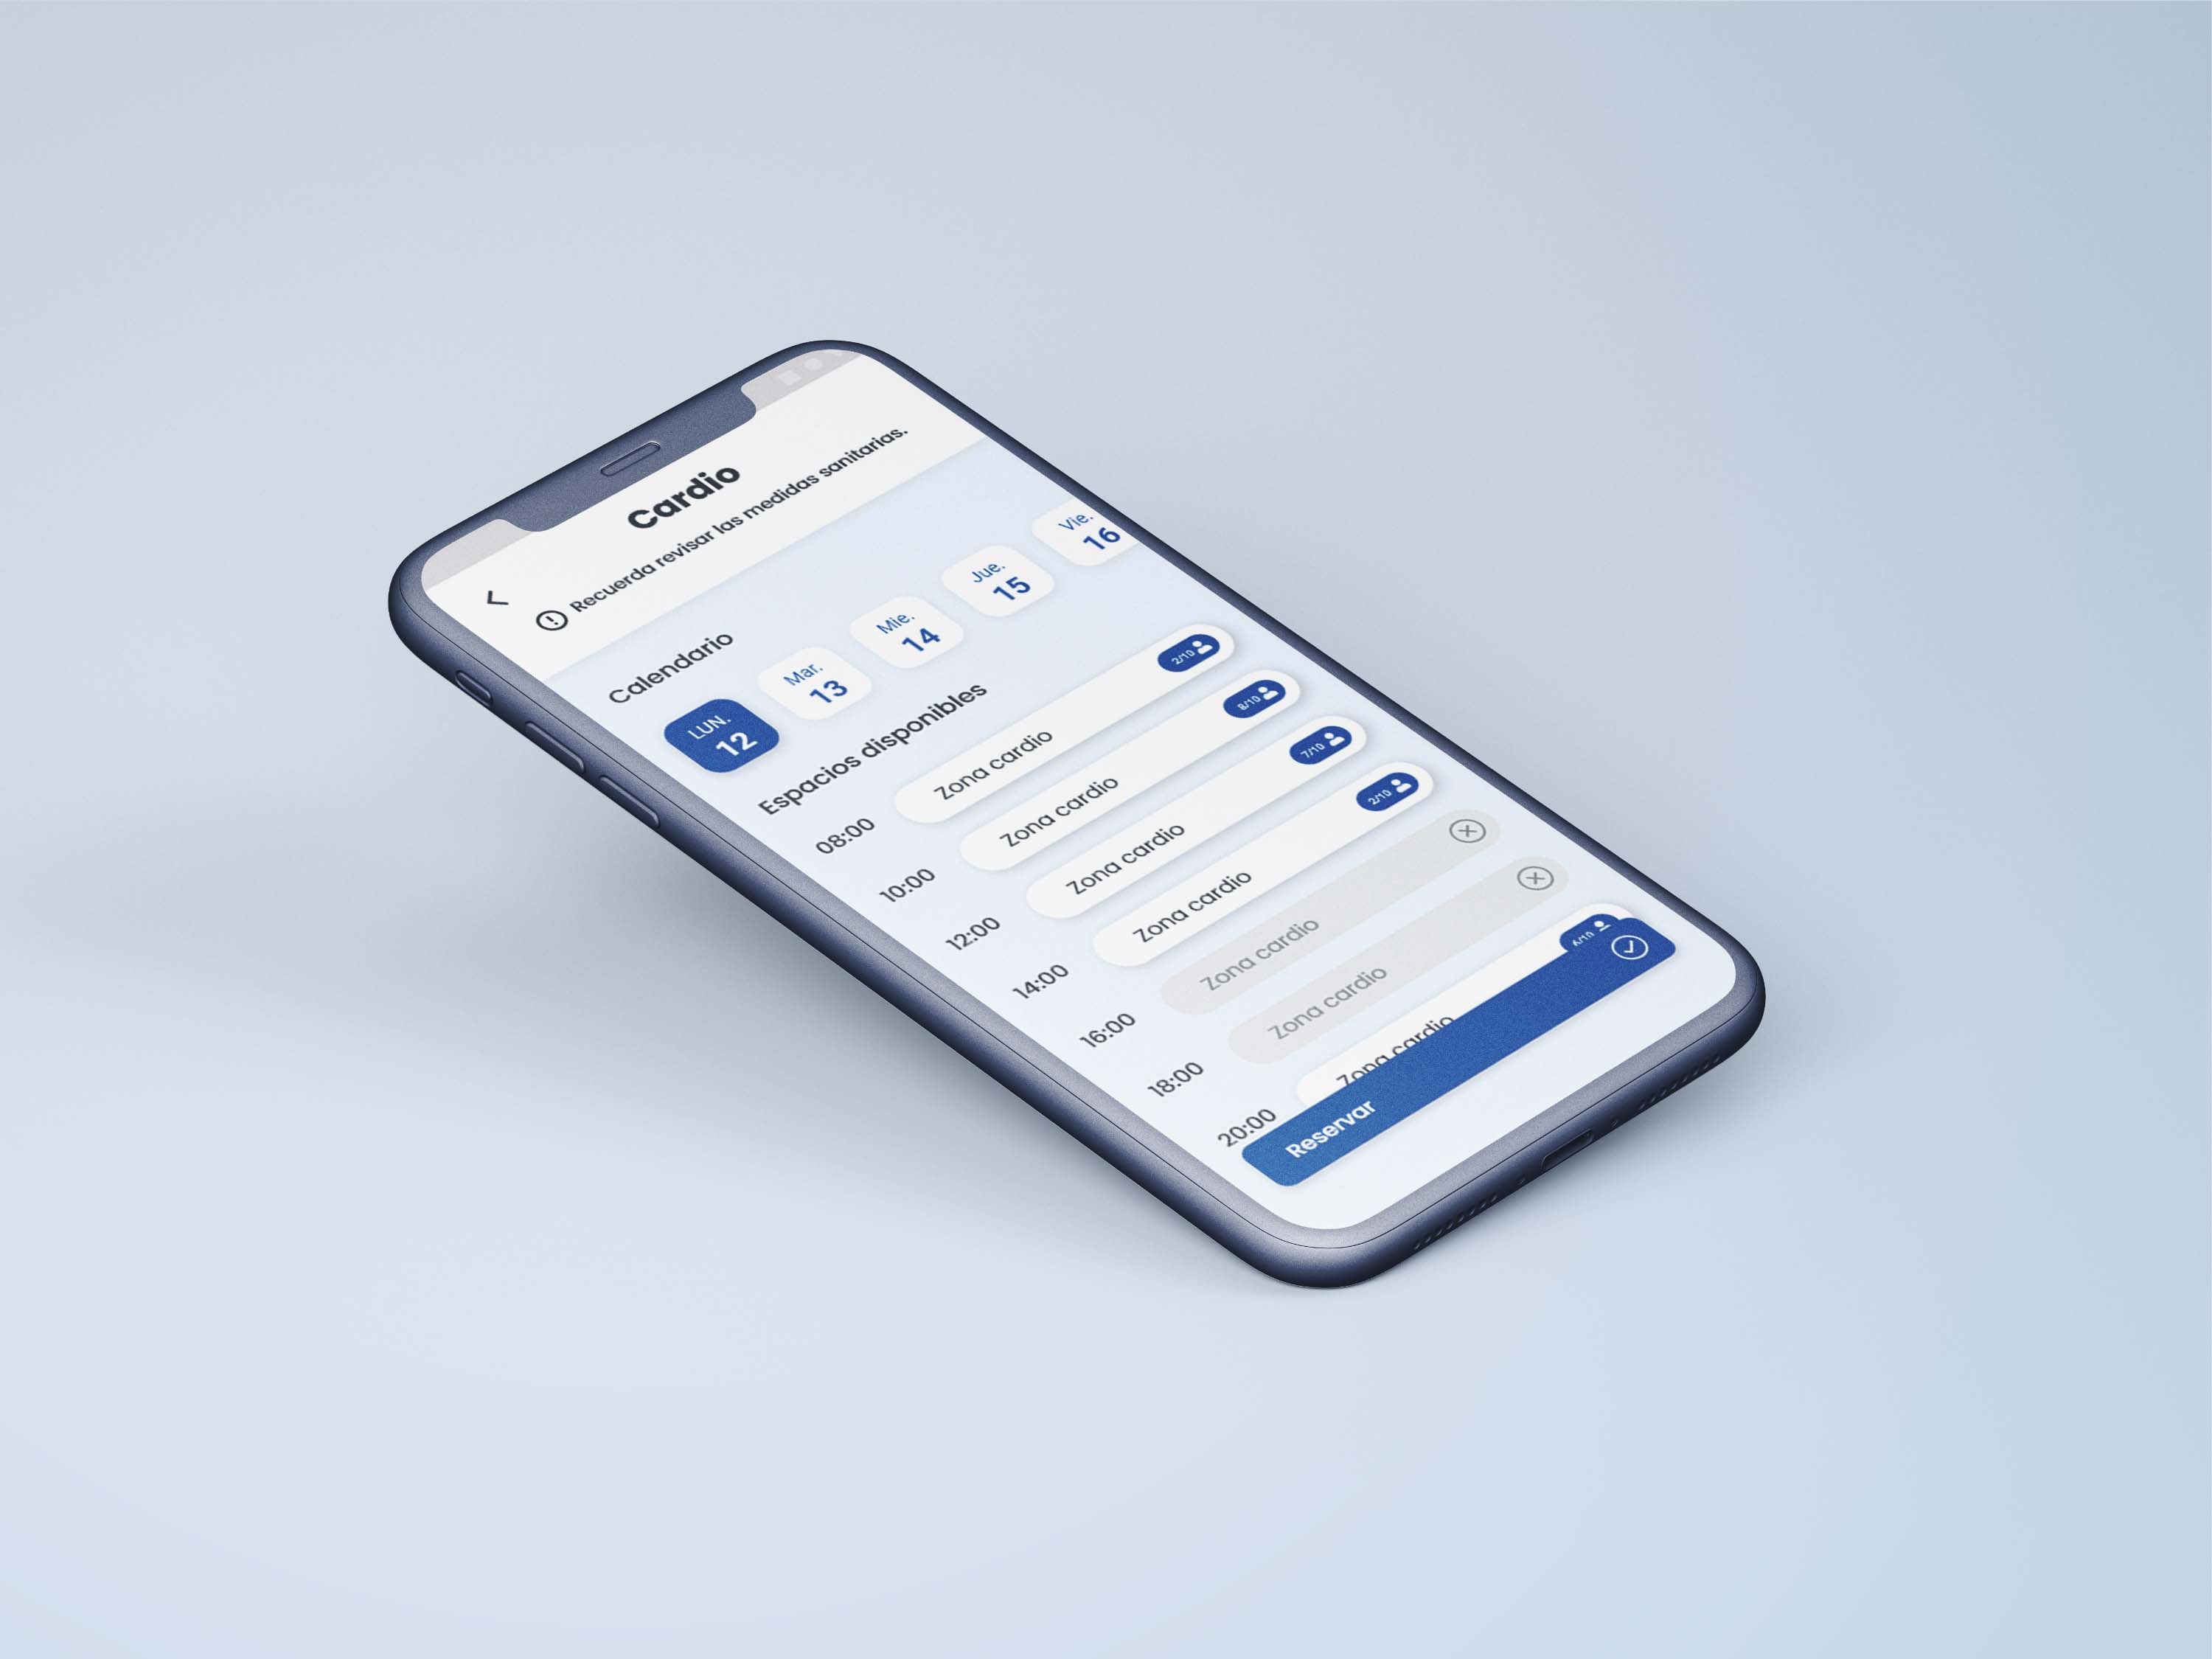 Cardio
Recuerda revisar las medidas sanitarias.
Calendario
LUN. 12
Mar. 13
Mie. 14
Jue. 15
Vie. 16
Espacios disponibles
08:00 Zona cardio 2/10
10:00 Zona cardio 8/10
12:00 Zona cardio 7/10
14:00 Zona cardio 2/10
16:00 Zona cardio
18:00 Zona cardio
20:00 Zona cardio
Reservar